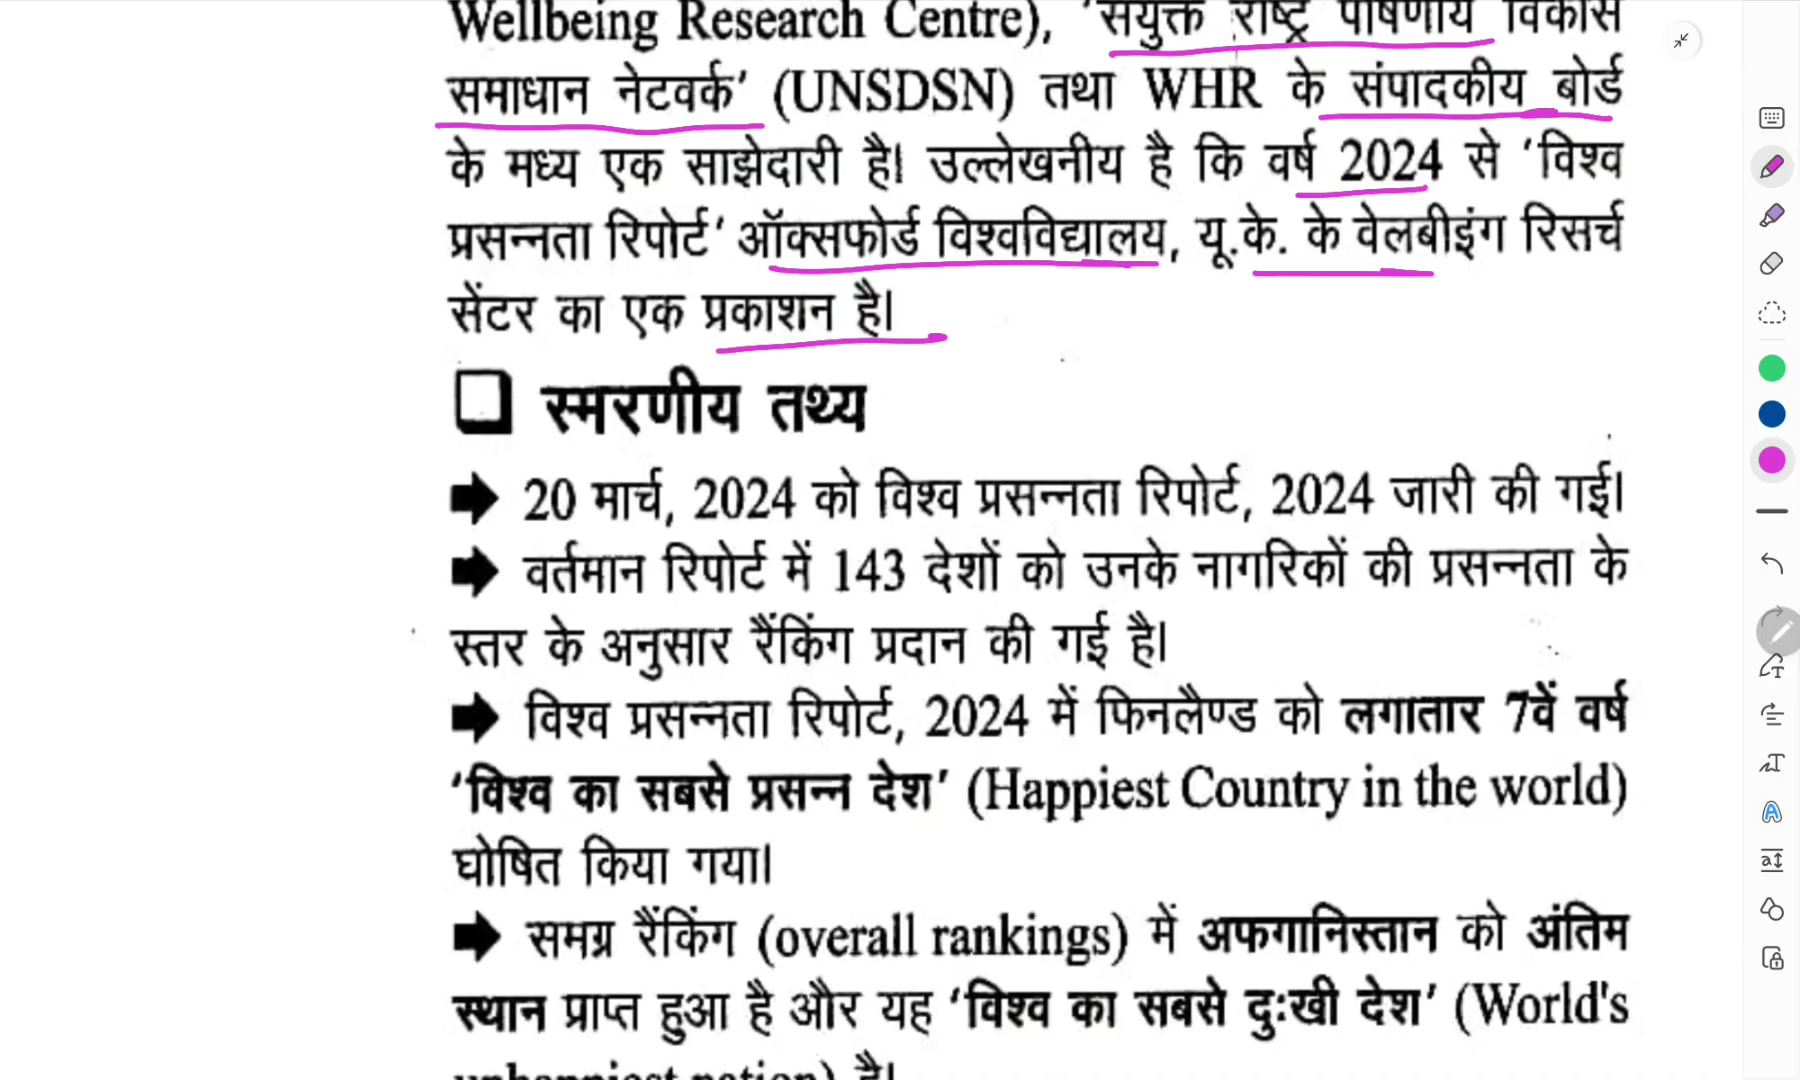 Wellbeing Research Centre), 'संयुक्त राष्ट्र पोषणीय विकास
समाधान नेटवर्क' (UNSDSN) तथा WHR के संपादकीय बोर्ड
के मध्य एक साझेदारी है। उल्लेखनीय है कि वर्ष 2024 से 'विश्व
प्रसन्नता रिपोर्ट' ऑक्सफोर्ड विश्वविद्यालय, यू.के. के वेलबीइंग रिसर्च
सेंटर का एक प्रकाशन है।
स्मरणीय तथ्य
20 मार्च, 2024 को विश्व प्रसन्नता रिपोर्ट, 2024 जारी की गई।
वर्तमान रिपोर्ट में 143 देशों को उनके नागरिकों की प्रसन्नता के
स्तर के अनुसार रैंकिंग प्रदान की गई है।
विश्व प्रसन्नता रिपोर्ट, 2024 में फिनलैण्ड को लगातार 7वें वर्ष
'विश्व का सबसे प्रसन्न देश' (Happiest Country in the world)
घोषित किया गया।
समग्र रैंकिंग (overall rankings) में अफगानिस्तान को अंतिम
स्थान प्राप्त हुआ है और यह 'विश्व का सबसे दुःखी देश' (World's
unhappiest nation) है।